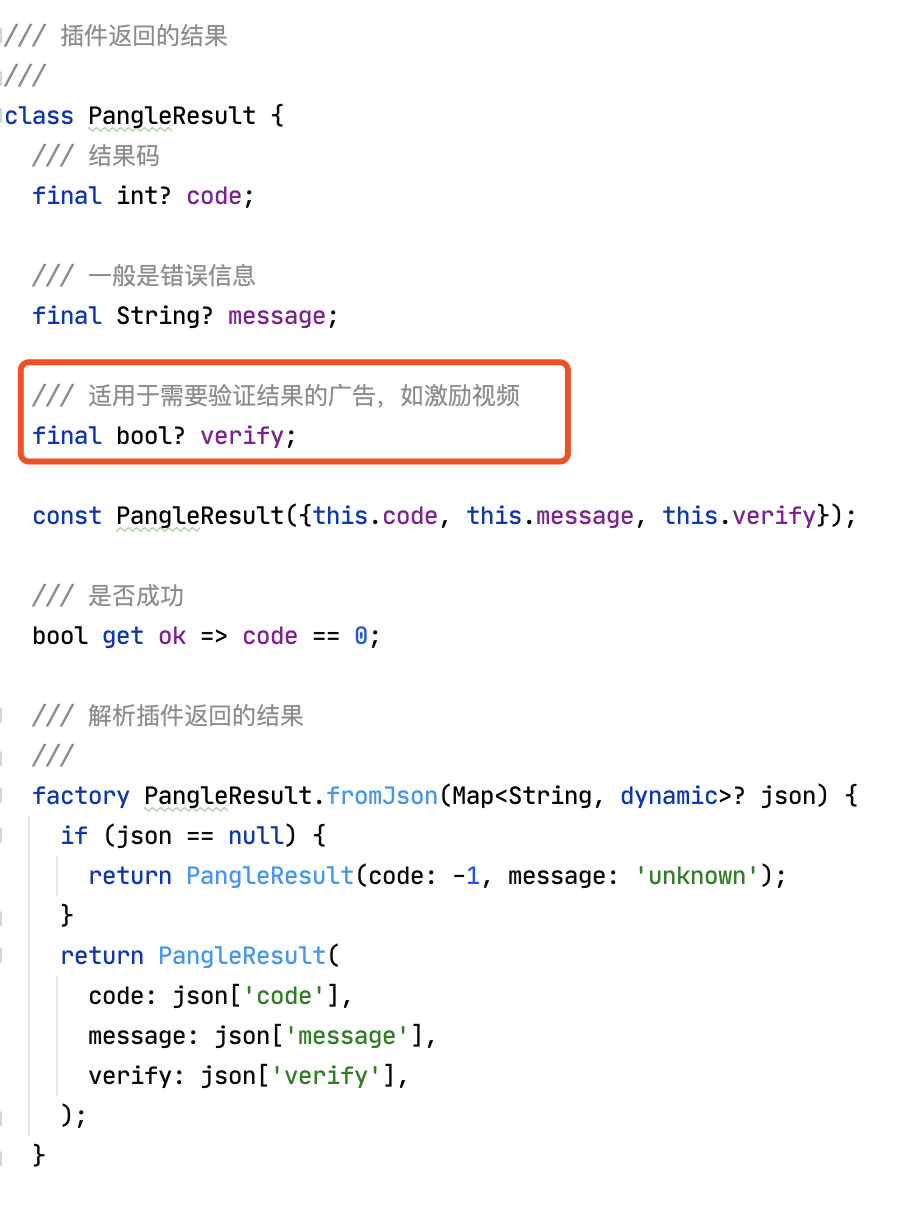 /// 插件返回的结果
///
class PangleResult {
  /// 结果码
  final int? code;

  /// 一般是错误信息
  final String? message;

  /// 适用于需要验证结果的广告，如激励视频
  final bool? verify;

  const PangleResult({this.code, this.message, this.verify});

  /// 是否成功
  bool get ok => code == 0;

  /// 解析插件返回的结果
  ///
  factory PangleResult.fromJson(Map<String, dynamic>? json) {
    if (json == null) {
      return PangleResult(code: -1, message: 'unknown');
    }
    return PangleResult(
      code: json['code'],
      message: json['message'],
      verify: json['verify'],
    );
  }